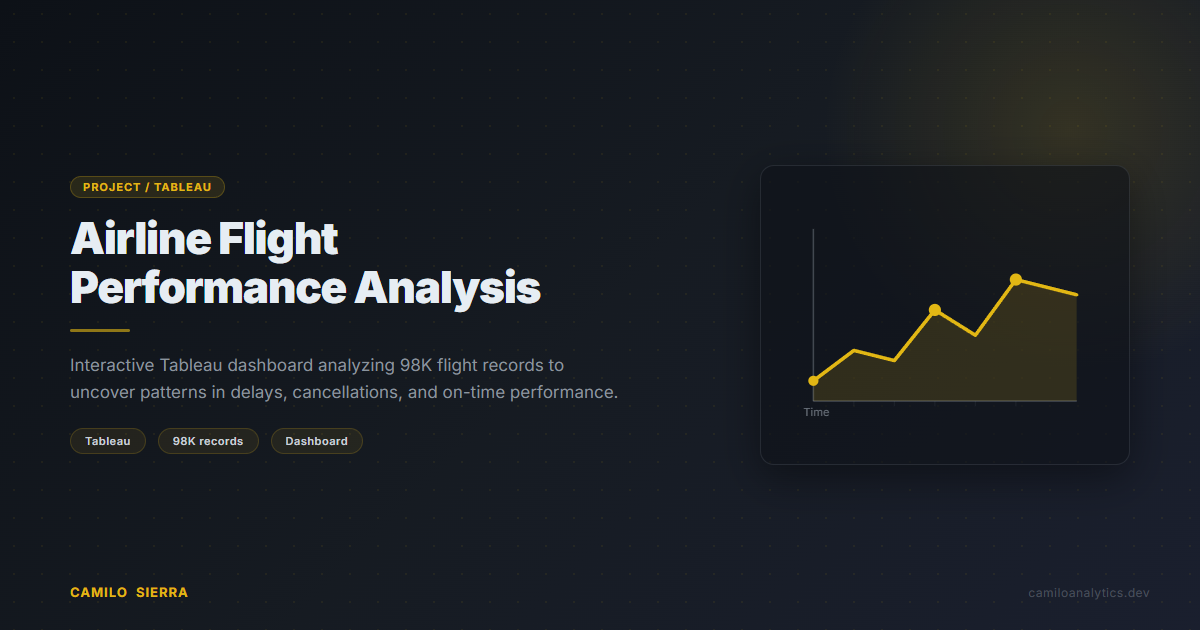 PROJECT / TABLEAU
Airline Flight
Performance Analysis
Interactive Tableau dashboard analyzing 98K flight records to
uncover patterns in delays, cancellations, and on-time performance.
Tableau
98K records
Dashboard
Time
CAMILO SIERRA
camiloanalytics.dev